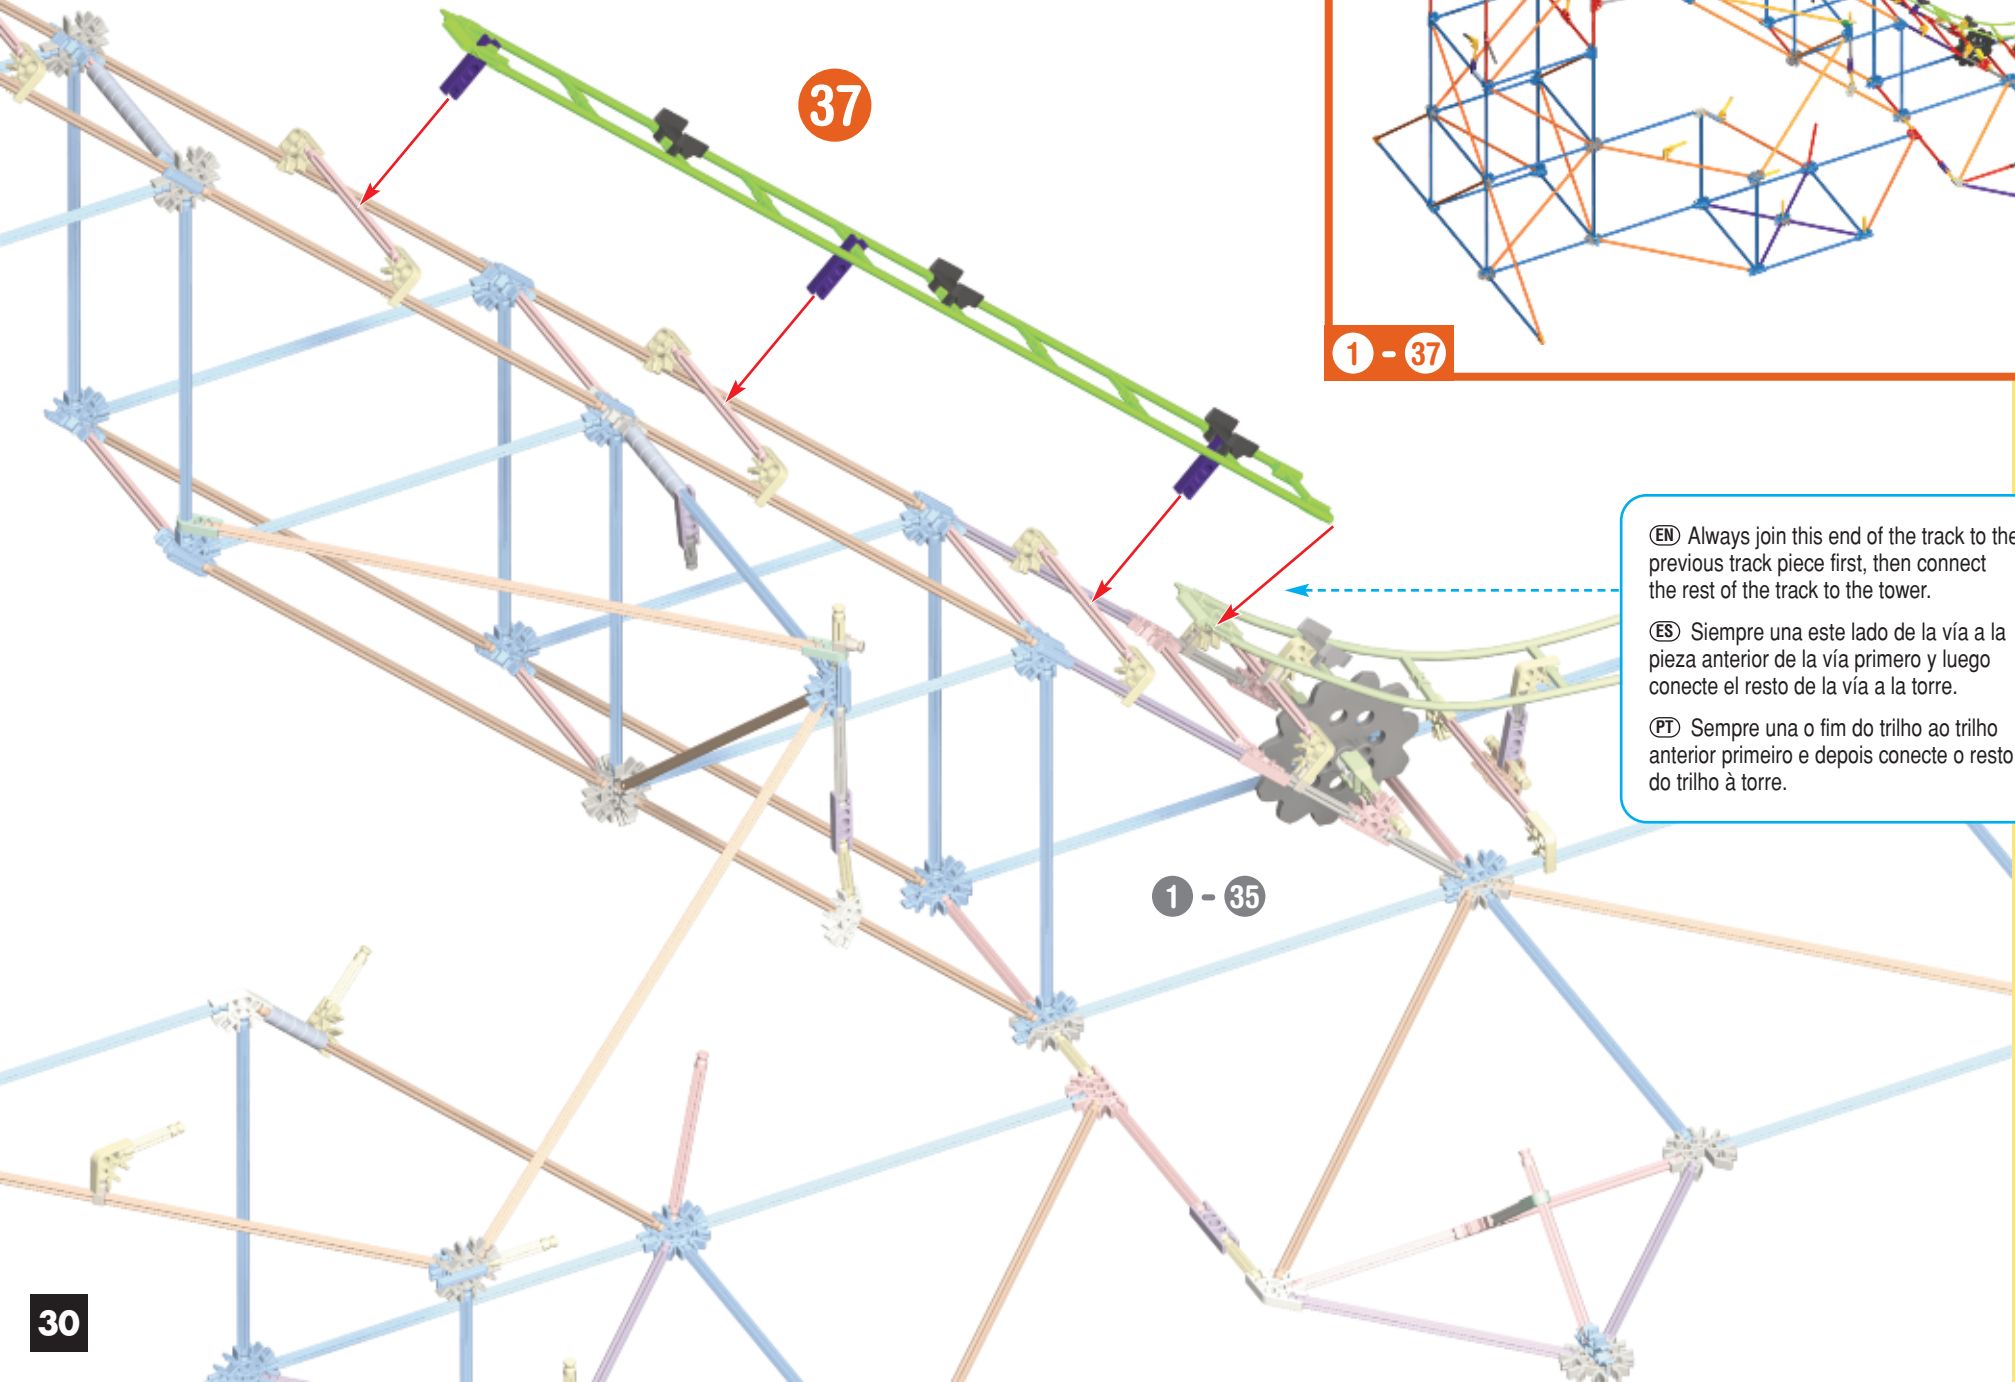 37
1 - 37
EN Always join this end of the track to the
previous track piece first, then connect
the rest of the track to the tower.
ES Siempre una este lado de la vía a la
pieza anterior de la vía primero y luego
conecte el resto de la vía a la torre.
PT Sempre una o fim do trilho ao trilho
anterior primeiro e depois conecte o resto
do trilho à torre.
1 - 35
30